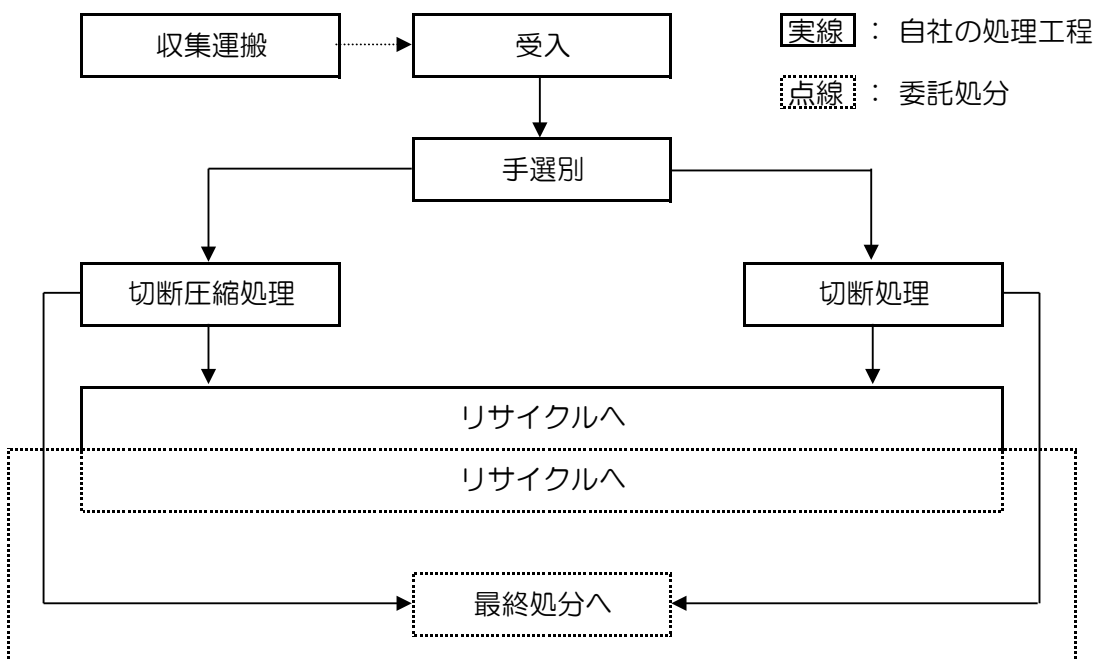 収集運搬
受入
実線 ： 自社の処理工程
点線 ： 委託処分
手選別
切断圧縮処理
切断処理
リサイクルへ
リサイクルへ
最終処分へ